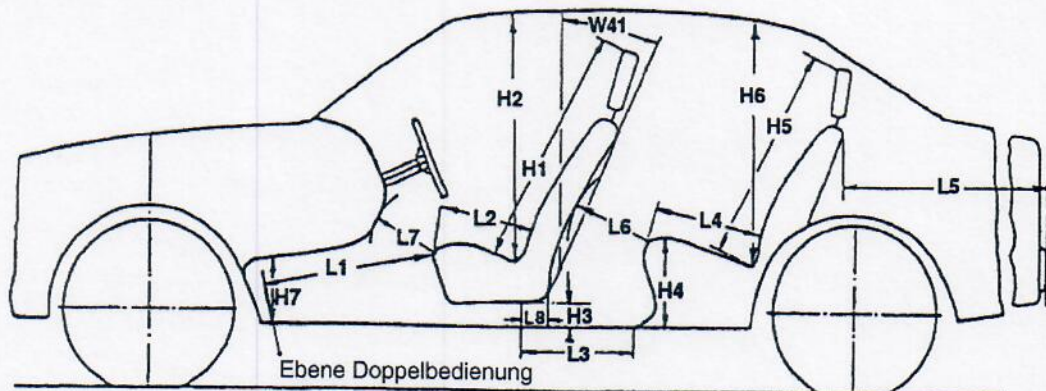 W41
H2
H6
H5
H1
L5
L2
L4
L7
L6
L1
H7
H4
L8
H3
L3
Ebene Doppelbedienung